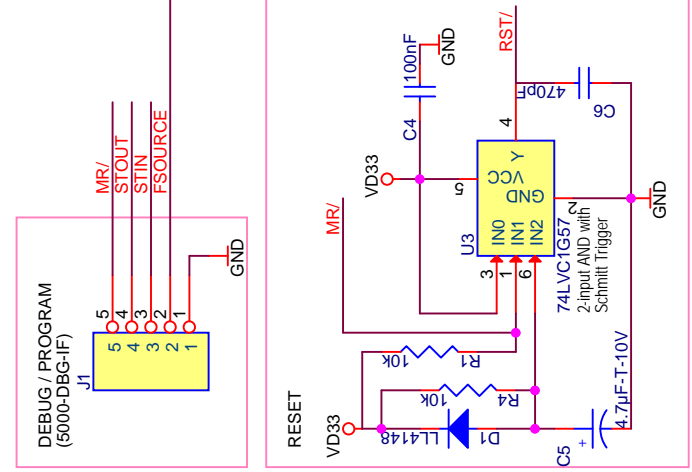 MR/
STOUT
STIN
FSOURCE
5
4
3
2
1
5
4
3
2
1
GND
J1
DEBUG / PROGRAM
(5000-DBG-IF)
RESET
100nF
GND
C4
RST/
470pF
C6
4
Y
VCC
GND
5
2
VD33
MR/
IN0
IN1
IN2
3
1
6
U3
74LVC1G57
2-input AND with
Schmitt Trigger
GND
10k
R1
10k
R4
VD33
LL4148
D1
C5
+
4.7µF-T-10V